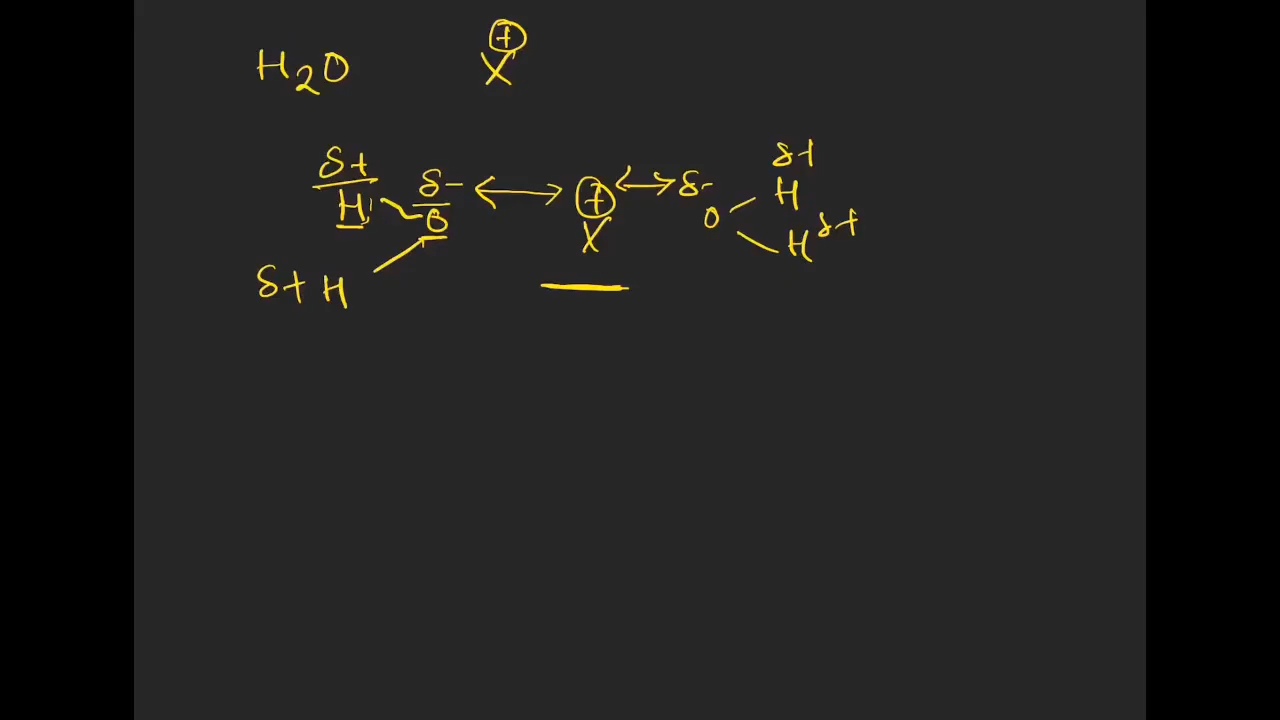 H₂O X⊕
δ+ δ- ⊕ δ- δ+
H O X O H
H δ+
δ+ H